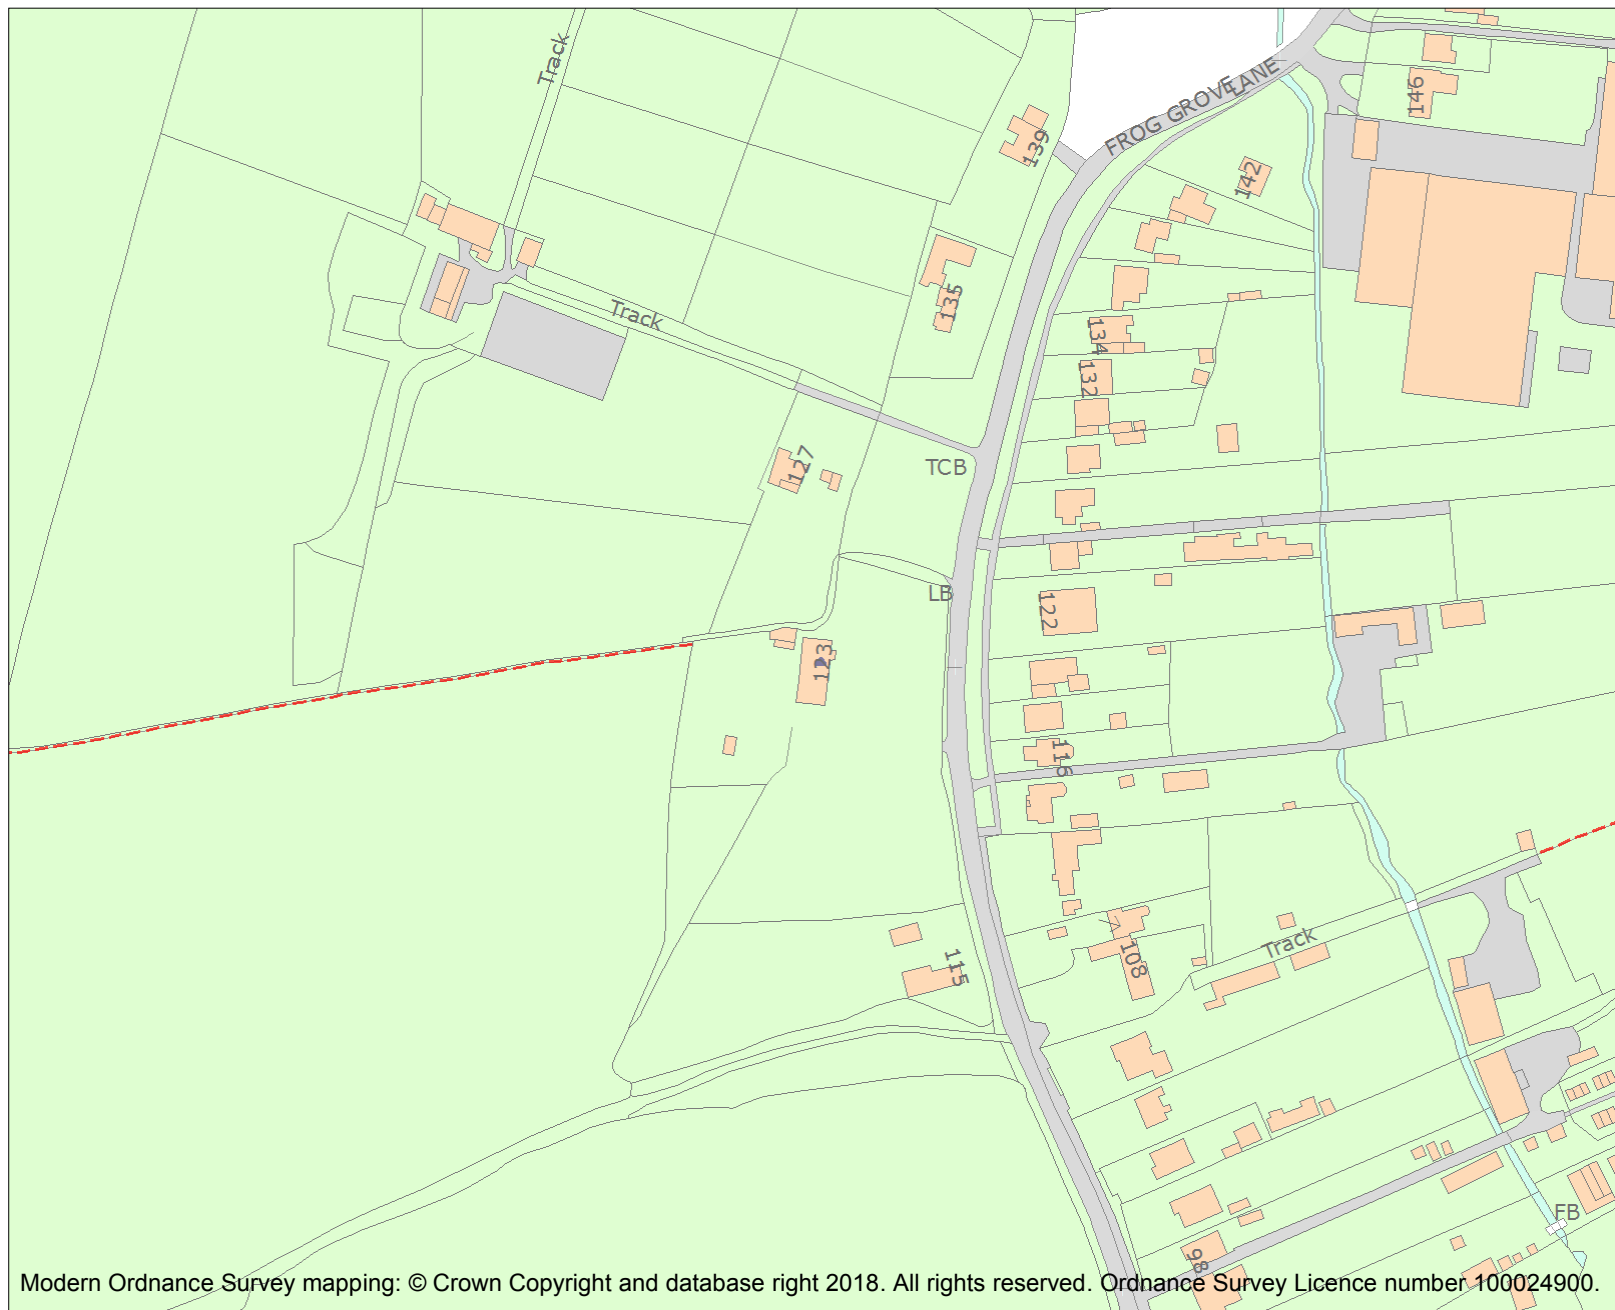 Track
FROG GROVE LANE
146
139
142
135
Track
134
132
127
TCB
LB
122
123
116
115
108
Track
FB
98
Modern Ordnance Survey mapping: © Crown Copyright and database right 2018. All rights reserved. Ordnance Survey Licence number 100024900.